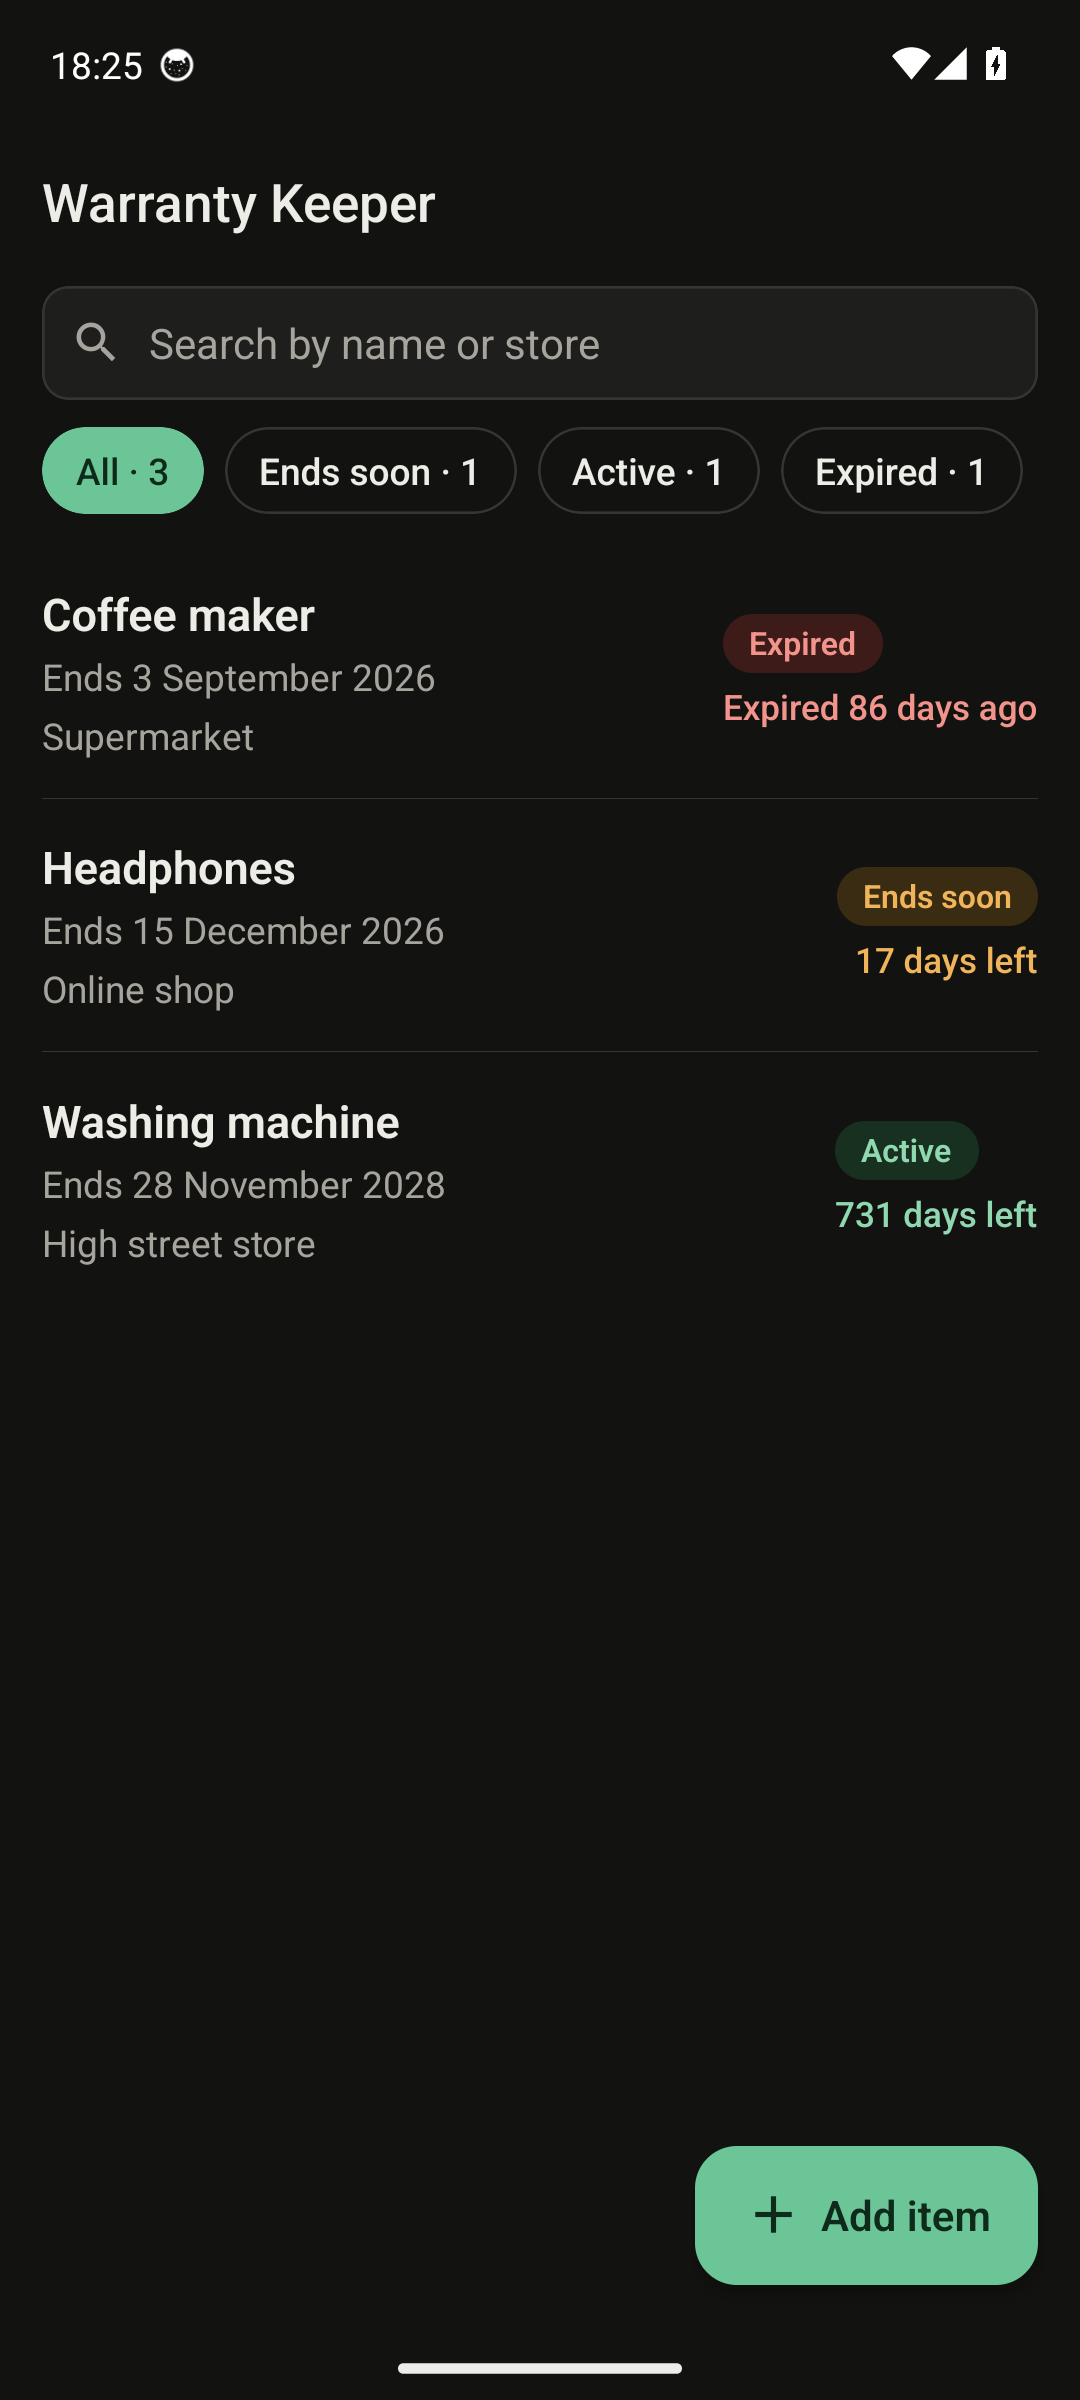 18:25
Warranty Keeper
Search by name or store
All · 3
Ends soon · 1
Active · 1
Expired · 1
Coffee maker
Ends 3 September 2026
Supermarket
Expired
Expired 86 days ago
Headphones
Ends 15 December 2026
Online shop
Ends soon
17 days left
Washing machine
Ends 28 November 2028
High street store
Active
731 days left
Add item